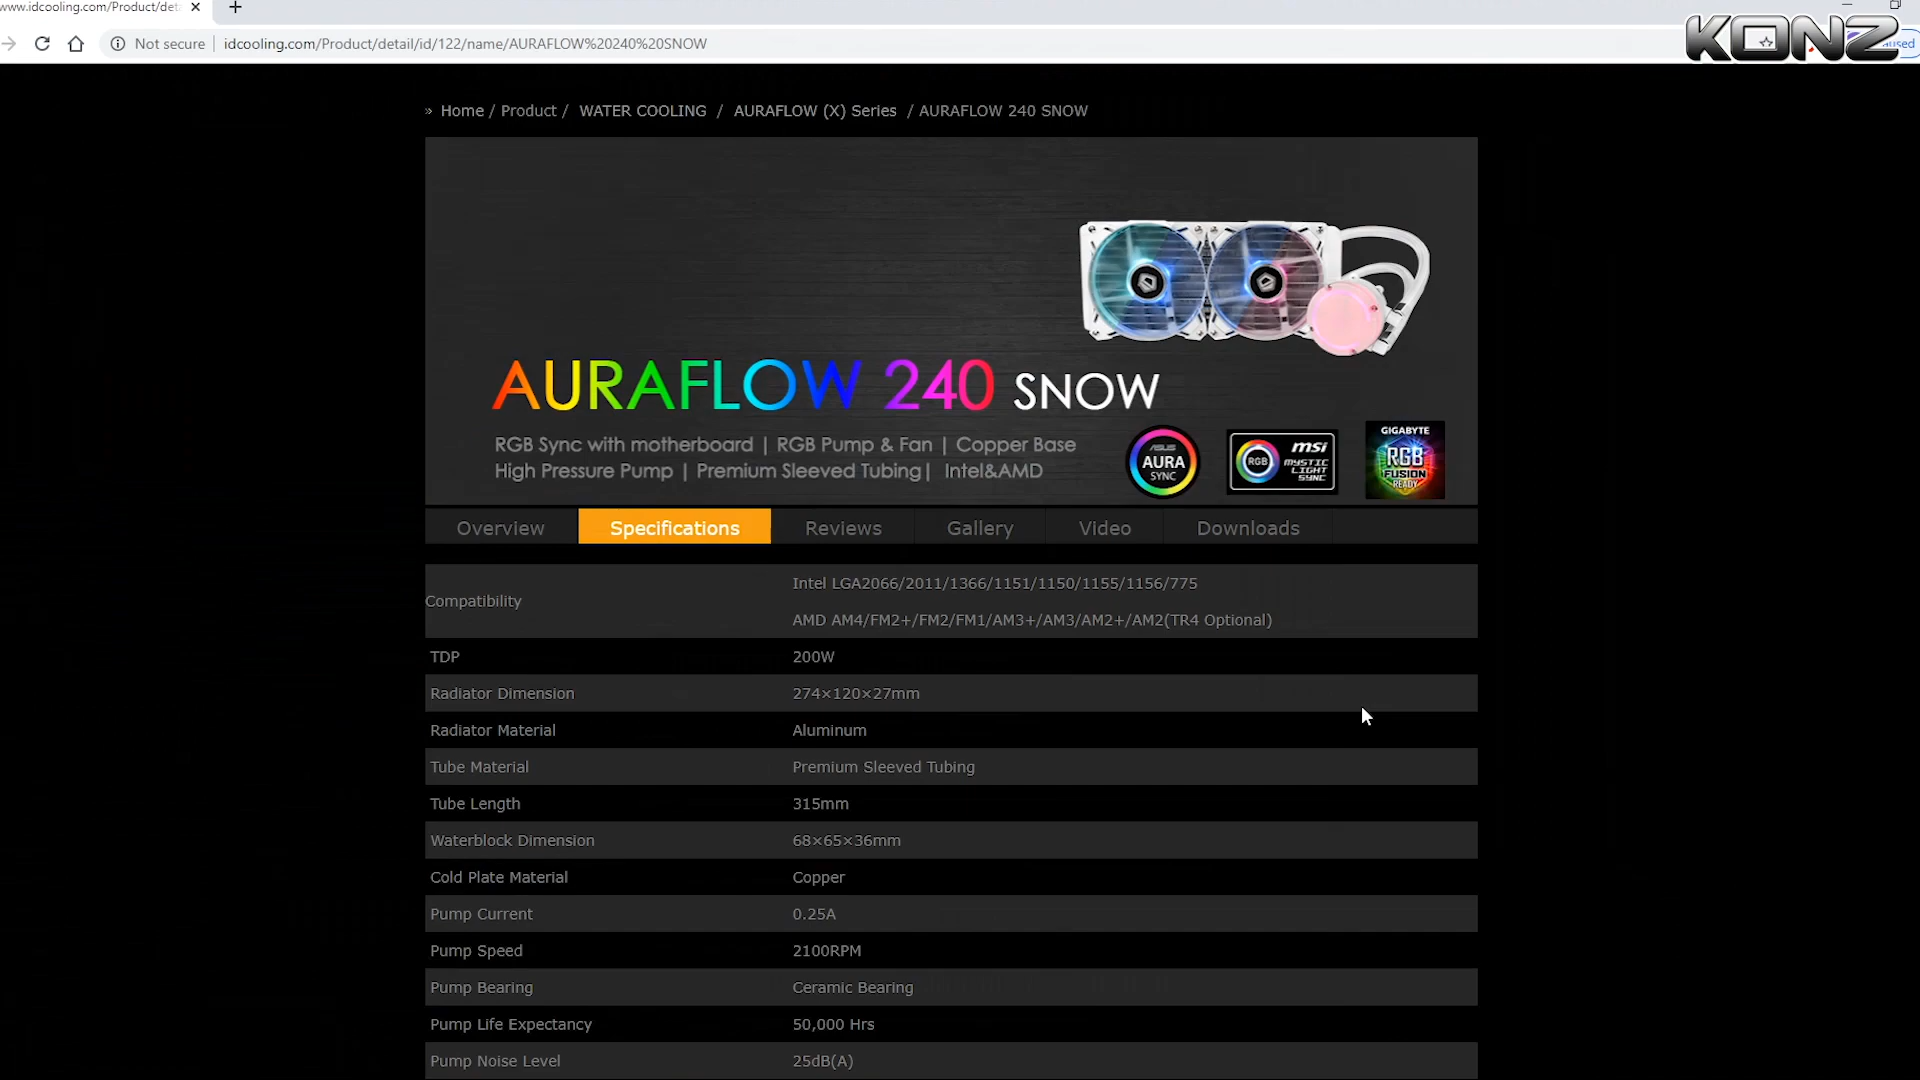 www.idcooling.com/Product/det
Not secure
idcooling.com/Product/detail/id/122/name/AURAFLOW%20240%20SNOW
KONZ
» Home / Product / WATER COOLING / AURAFLOW (X) Series / AURAFLOW 240 SNOW
AURAFLOW 240 SNOW
RGB Sync with motherboard | RGB Pump & Fan | Copper Base
High Pressure Pump | Premium Sleeved Tubing| Intel&AMD
ASUS
AURA
SYNC
RGB
msi
MYSTIC
LIGHT
SYNC
GIGABYTE
RGB
FUSION
READY
Overview
Specifications
Reviews
Gallery
Video
Downloads
Compatibility
Intel LGA2066/2011/1366/1151/1150/1155/1156/775
AMD AM4/FM2+/FM2/FM1/AM3+/AM3/AM2+/AM2(TR4 Optional)
TDP 200W
Radiator Dimension 274×120×27mm
Radiator Material Aluminum
Tube Material Premium Sleeved Tubing
Tube Length 315mm
Waterblock Dimension 68×65×36mm
Cold Plate Material Copper
Pump Current 0.25A
Pump Speed 2100RPM
Pump Bearing Ceramic Bearing
Pump Life Expectancy 50,000 Hrs
Pump Noise Level 25dB(A)